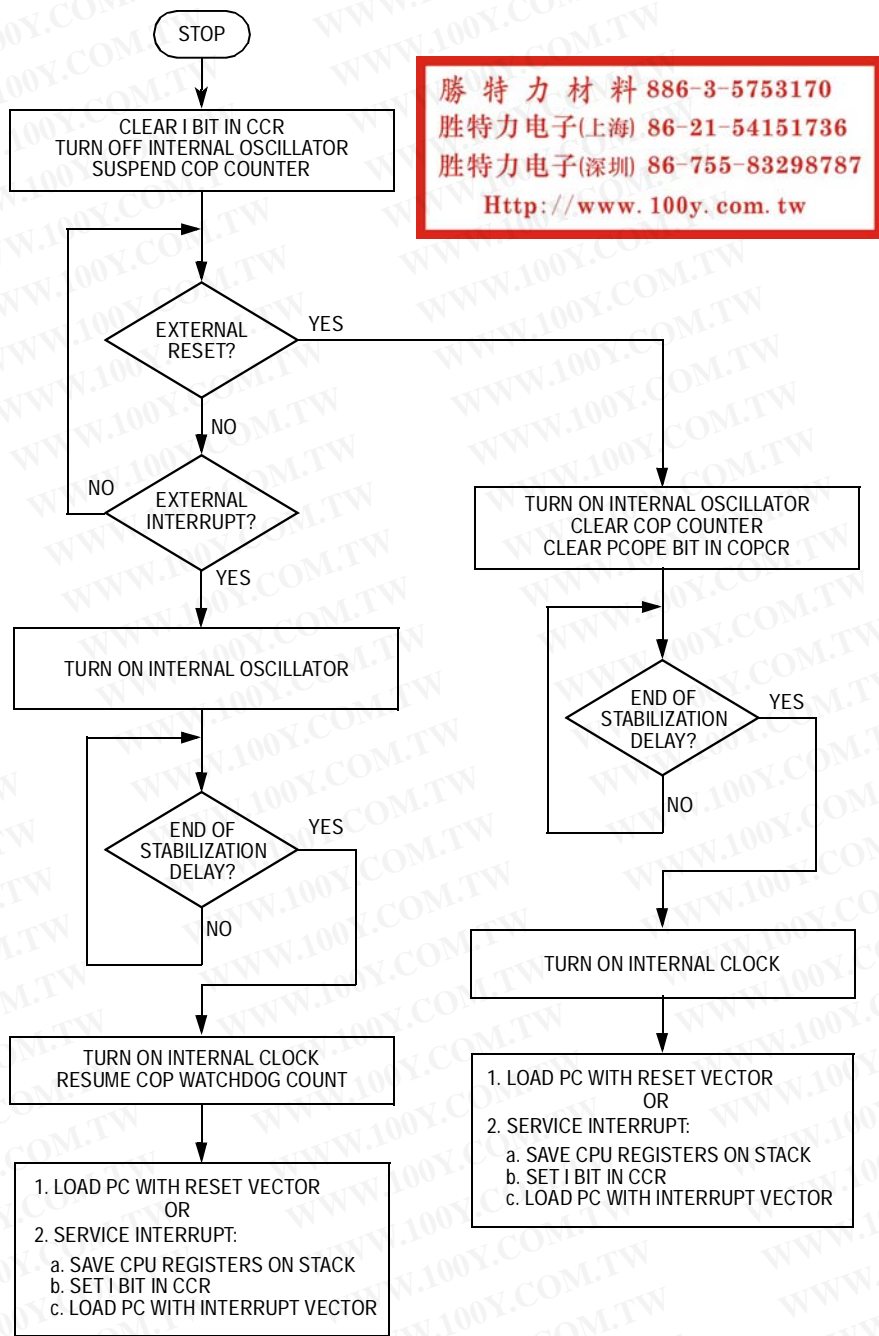 STOP
勝 特 力 材 料 886-3-5753170
胜特力电子(上海) 86-21-54151736
胜特力电子(深圳) 86-755-83298787
Http://www. 100y. com. tw
CLEAR I BIT IN CCR
TURN OFF INTERNAL OSCILLATOR
SUSPEND COP COUNTER
EXTERNAL
RESET?
YES
NO
EXTERNAL
INTERRUPT?
NO
YES
TURN ON INTERNAL OSCILLATOR
CLEAR COP COUNTER
CLEAR PCOPE BIT IN COPCR
TURN ON INTERNAL OSCILLATOR
END OF
STABILIZATION
DELAY?
YES
NO
END OF
STABILIZATION
DELAY?
YES
NO
TURN ON INTERNAL CLOCK
TURN ON INTERNAL CLOCK
RESUME COP WATCHDOG COUNT
1. LOAD PC WITH RESET VECTOR
OR
2. SERVICE INTERRUPT:
a. SAVE CPU REGISTERS ON STACK
b. SET I BIT IN CCR
c. LOAD PC WITH INTERRUPT VECTOR
1. LOAD PC WITH RESET VECTOR
OR
2. SERVICE INTERRUPT:
a. SAVE CPU REGISTERS ON STACK
b. SET I BIT IN CCR
c. LOAD PC WITH INTERRUPT VECTOR
WWW.100Y.COM.TW